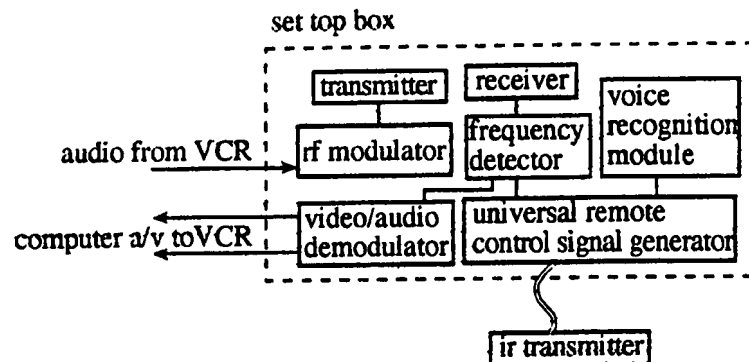 set top box
transmitter
receiver
voice
recognition
module
audio from VCR
rf modulator
frequency
detector
computer a/v toVCR
video/audio
demodulator
universal remote
control signal generator
ir transmitter